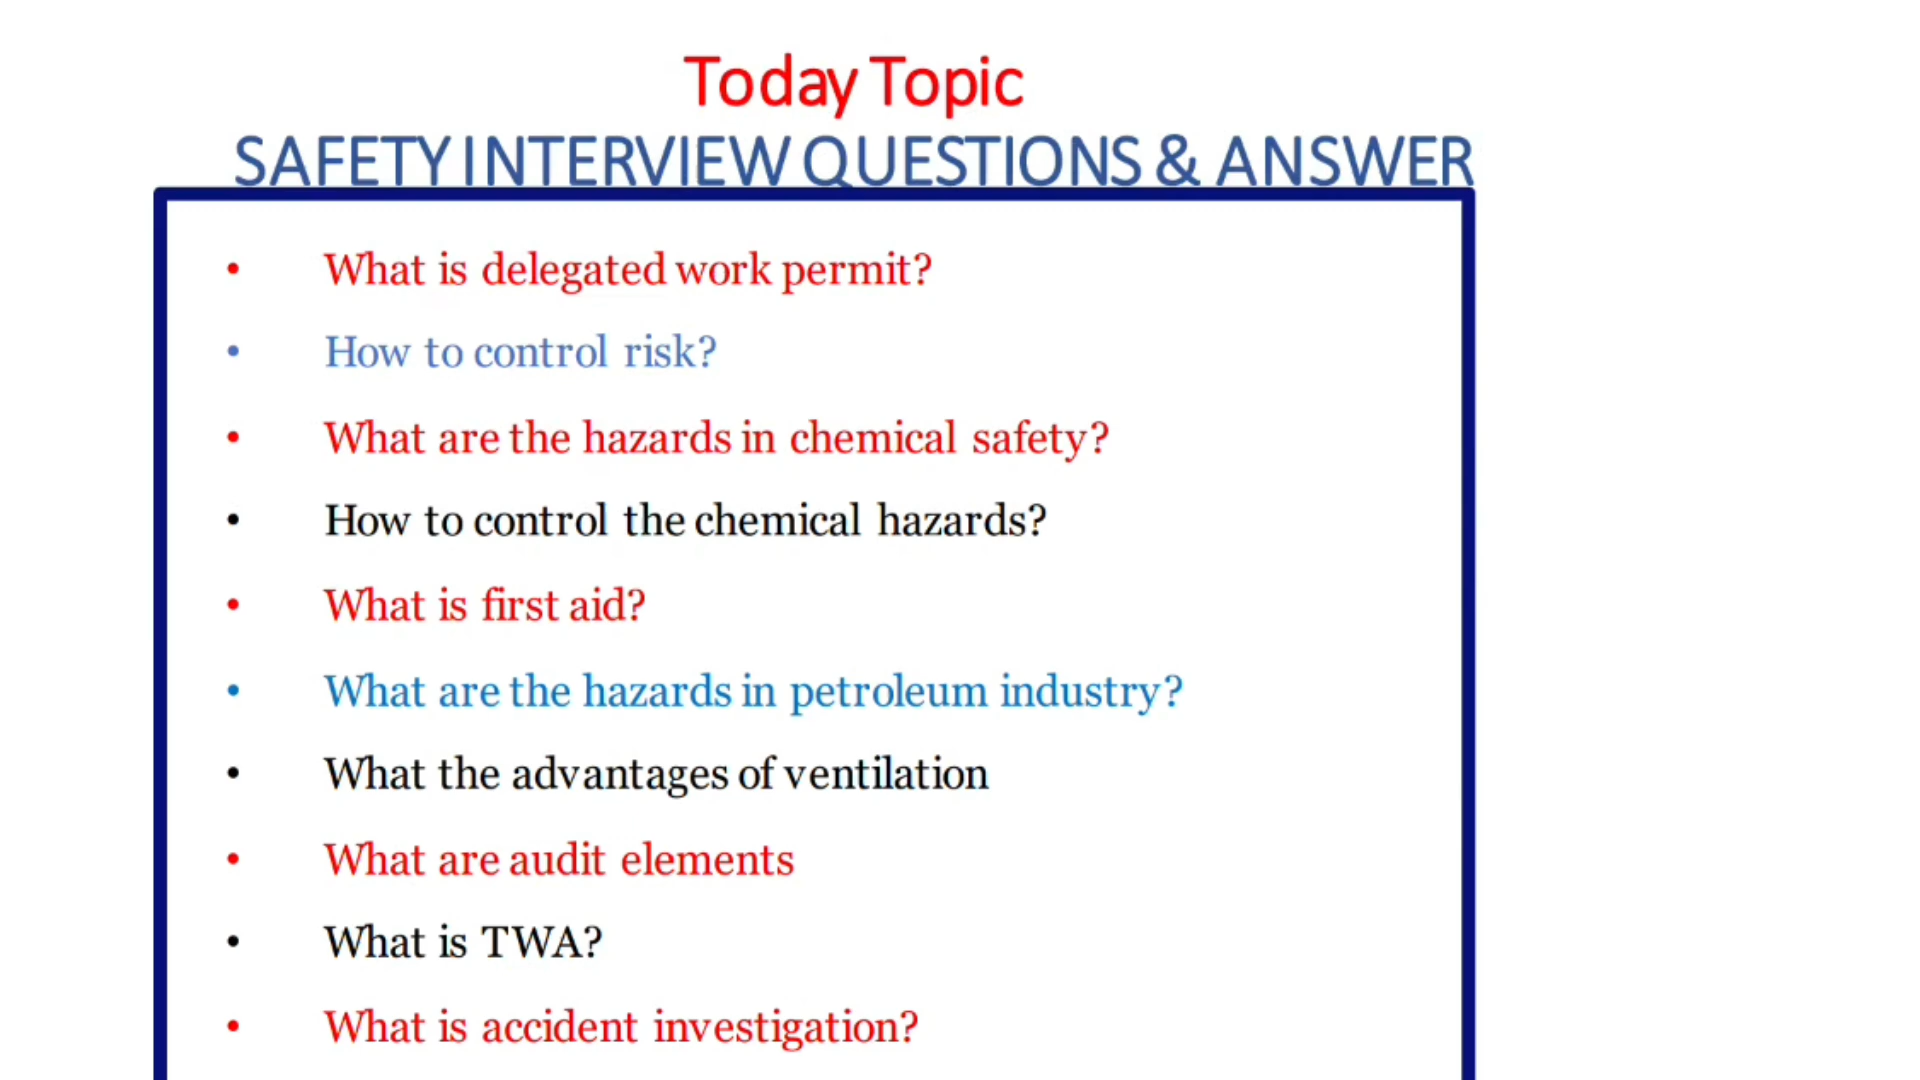 Today Topic
SAFETY INTERVIEW QUESTIONS & ANSWER
• What is delegated work permit?
• How to control risk?
• What are the hazards in chemical safety?
• How to control the chemical hazards?
• What is first aid?
• What are the hazards in petroleum industry?
• What the advantages of ventilation
• What are audit elements
• What is TWA?
• What is accident investigation?